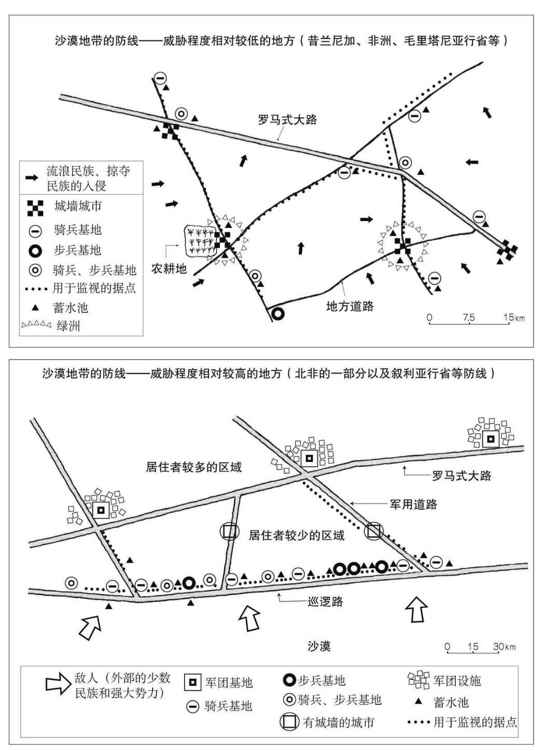 沙漠地带的防线——威胁程度相对较低的地方（昔兰尼加、非洲、毛里塔尼亚行省等）
罗马式大路
流浪民族、掠夺
民族的入侵
城墙城市
骑兵基地
步兵基地
骑兵、步兵基地
用于监视的据点
蓄水池
绿洲
农耕地
地方道路
0 7.5 15 km
沙漠地带的防线——威胁程度相对较高的地方（北非的一部分以及叙利亚行省等防线）
居住者较多的区域
罗马式大路
军用道路
居住者较少的区域
巡逻路
沙漠
0 15 30km
敌人（外部的少数
民族和强大势力）
军团基地
骑兵基地
步兵基地
骑兵、步兵基地
有城墙的城市
军团设施
蓄水池
用于监视的据点